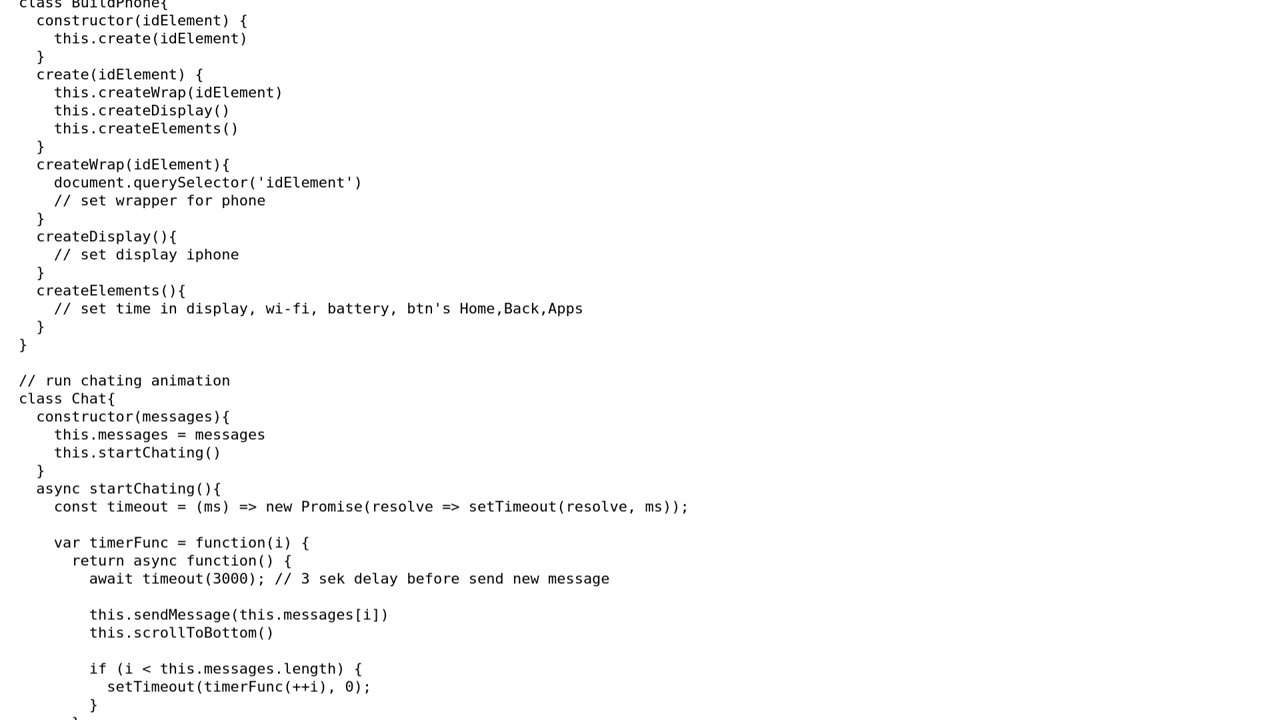 class BuildPhone{
  constructor(idElement) {
    this.create(idElement)
  }
  create(idElement) {
    this.createWrap(idElement)
    this.createDisplay()
    this.createElements()
  }
  createWrap(idElement){
    document.querySelector('idElement')
    // set wrapper for phone
  }
  createDisplay(){
    // set display iphone
  }
  createElements(){
    // set time in display, wi-fi, battery, btn's Home,Back,Apps
  }
}

// run chating animation
class Chat{
  constructor(messages){
    this.messages = messages
    this.startChating()
  }
  async startChating(){
    const timeout = (ms) => new Promise(resolve => setTimeout(resolve, ms));

    var timerFunc = function(i) {
      return async function() {
        await timeout(3000); // 3 sek delay before send new message

        this.sendMessage(this.messages[i])
        this.scrollToBottom()

        if (i < this.messages.length) {
          setTimeout(timerFunc(++i), 0);
        }
      }